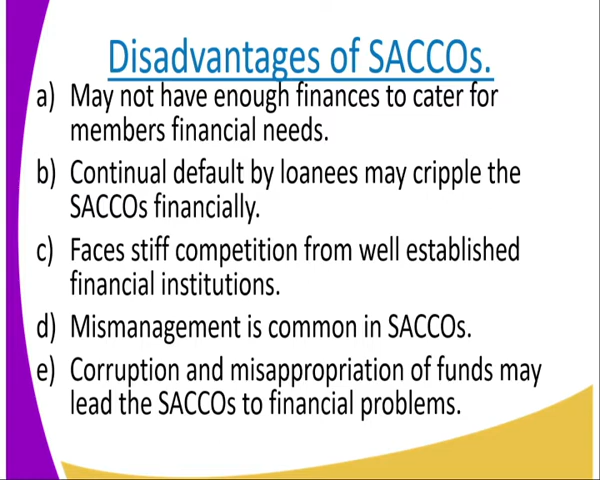 Disadvantages of SACCOs.
a) May not have enough finances to cater for
members financial needs.
b) Continual default by loanees may cripple the
SACCOs financially.
c) Faces stiff competition from well established
financial institutions.
d) Mismanagement is common in SACCOs.
e) Corruption and misappropriation of funds may
lead the SACCOs to financial problems.